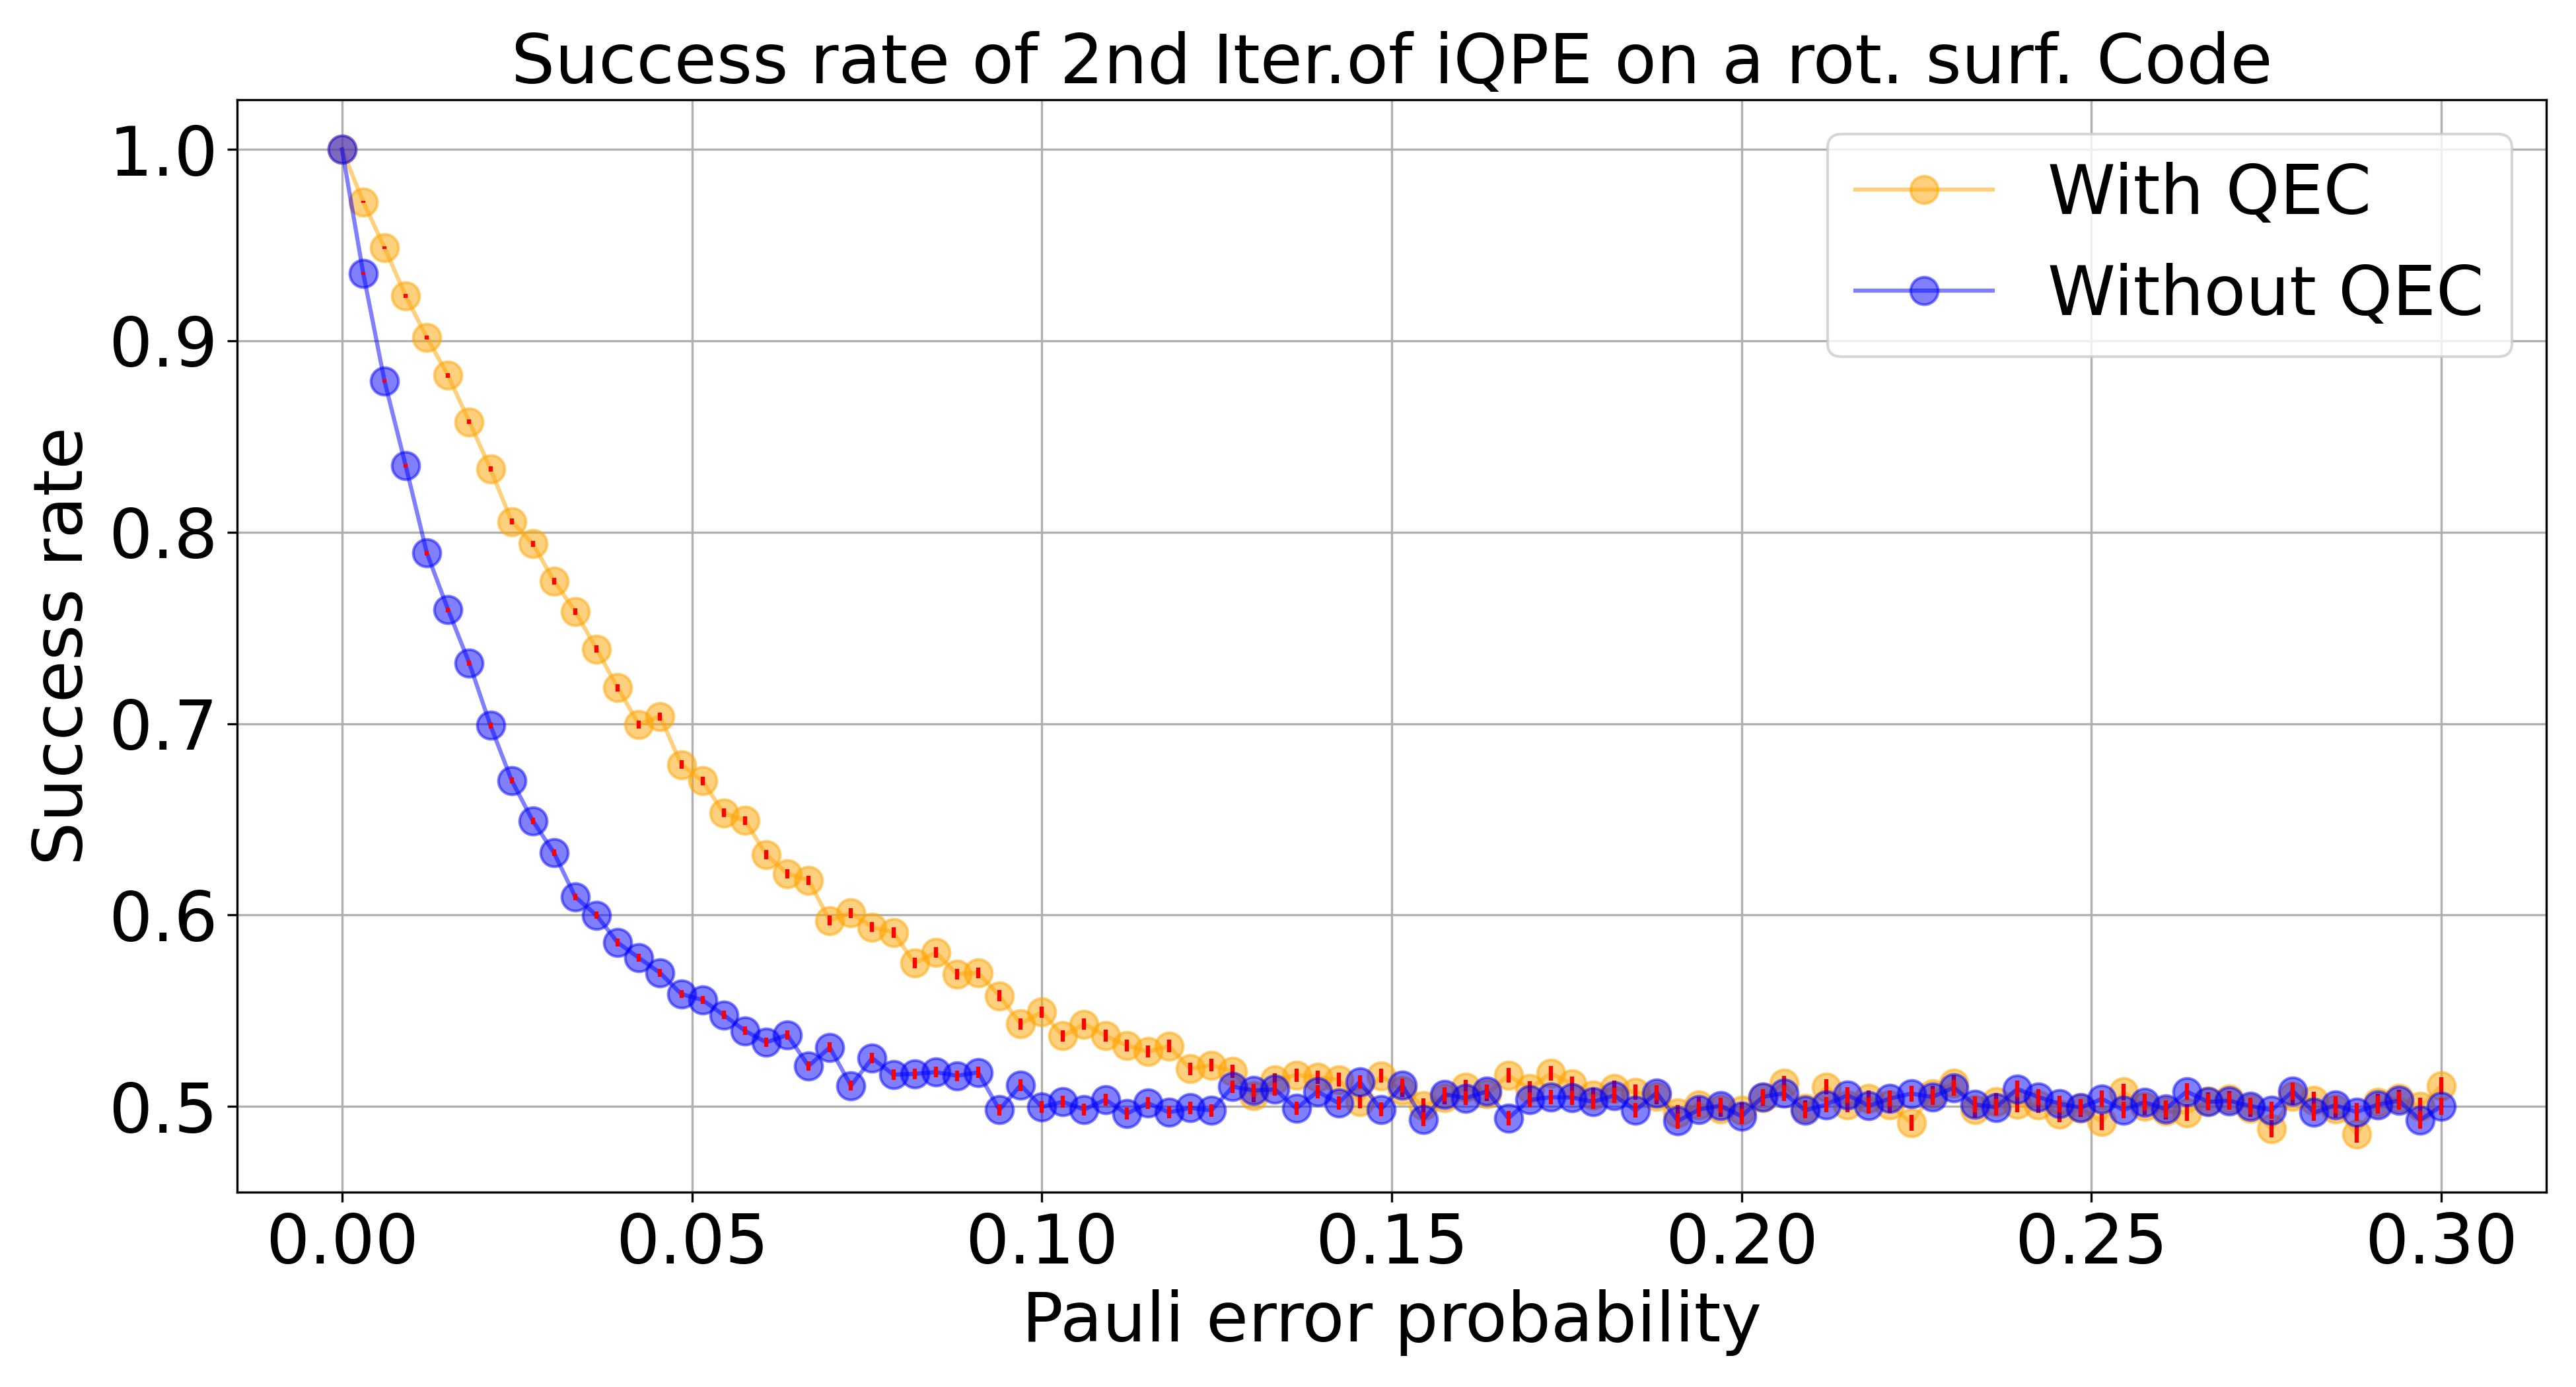 Success rate of 2nd Iter.of iQPE on a rot. surf. Code
With QEC
Without QEC
Success rate
1.0
0.9
0.8
0.7
0.6
0.5
0.00 0.05 0.10 0.15 0.20 0.25 0.30
Pauli error probability